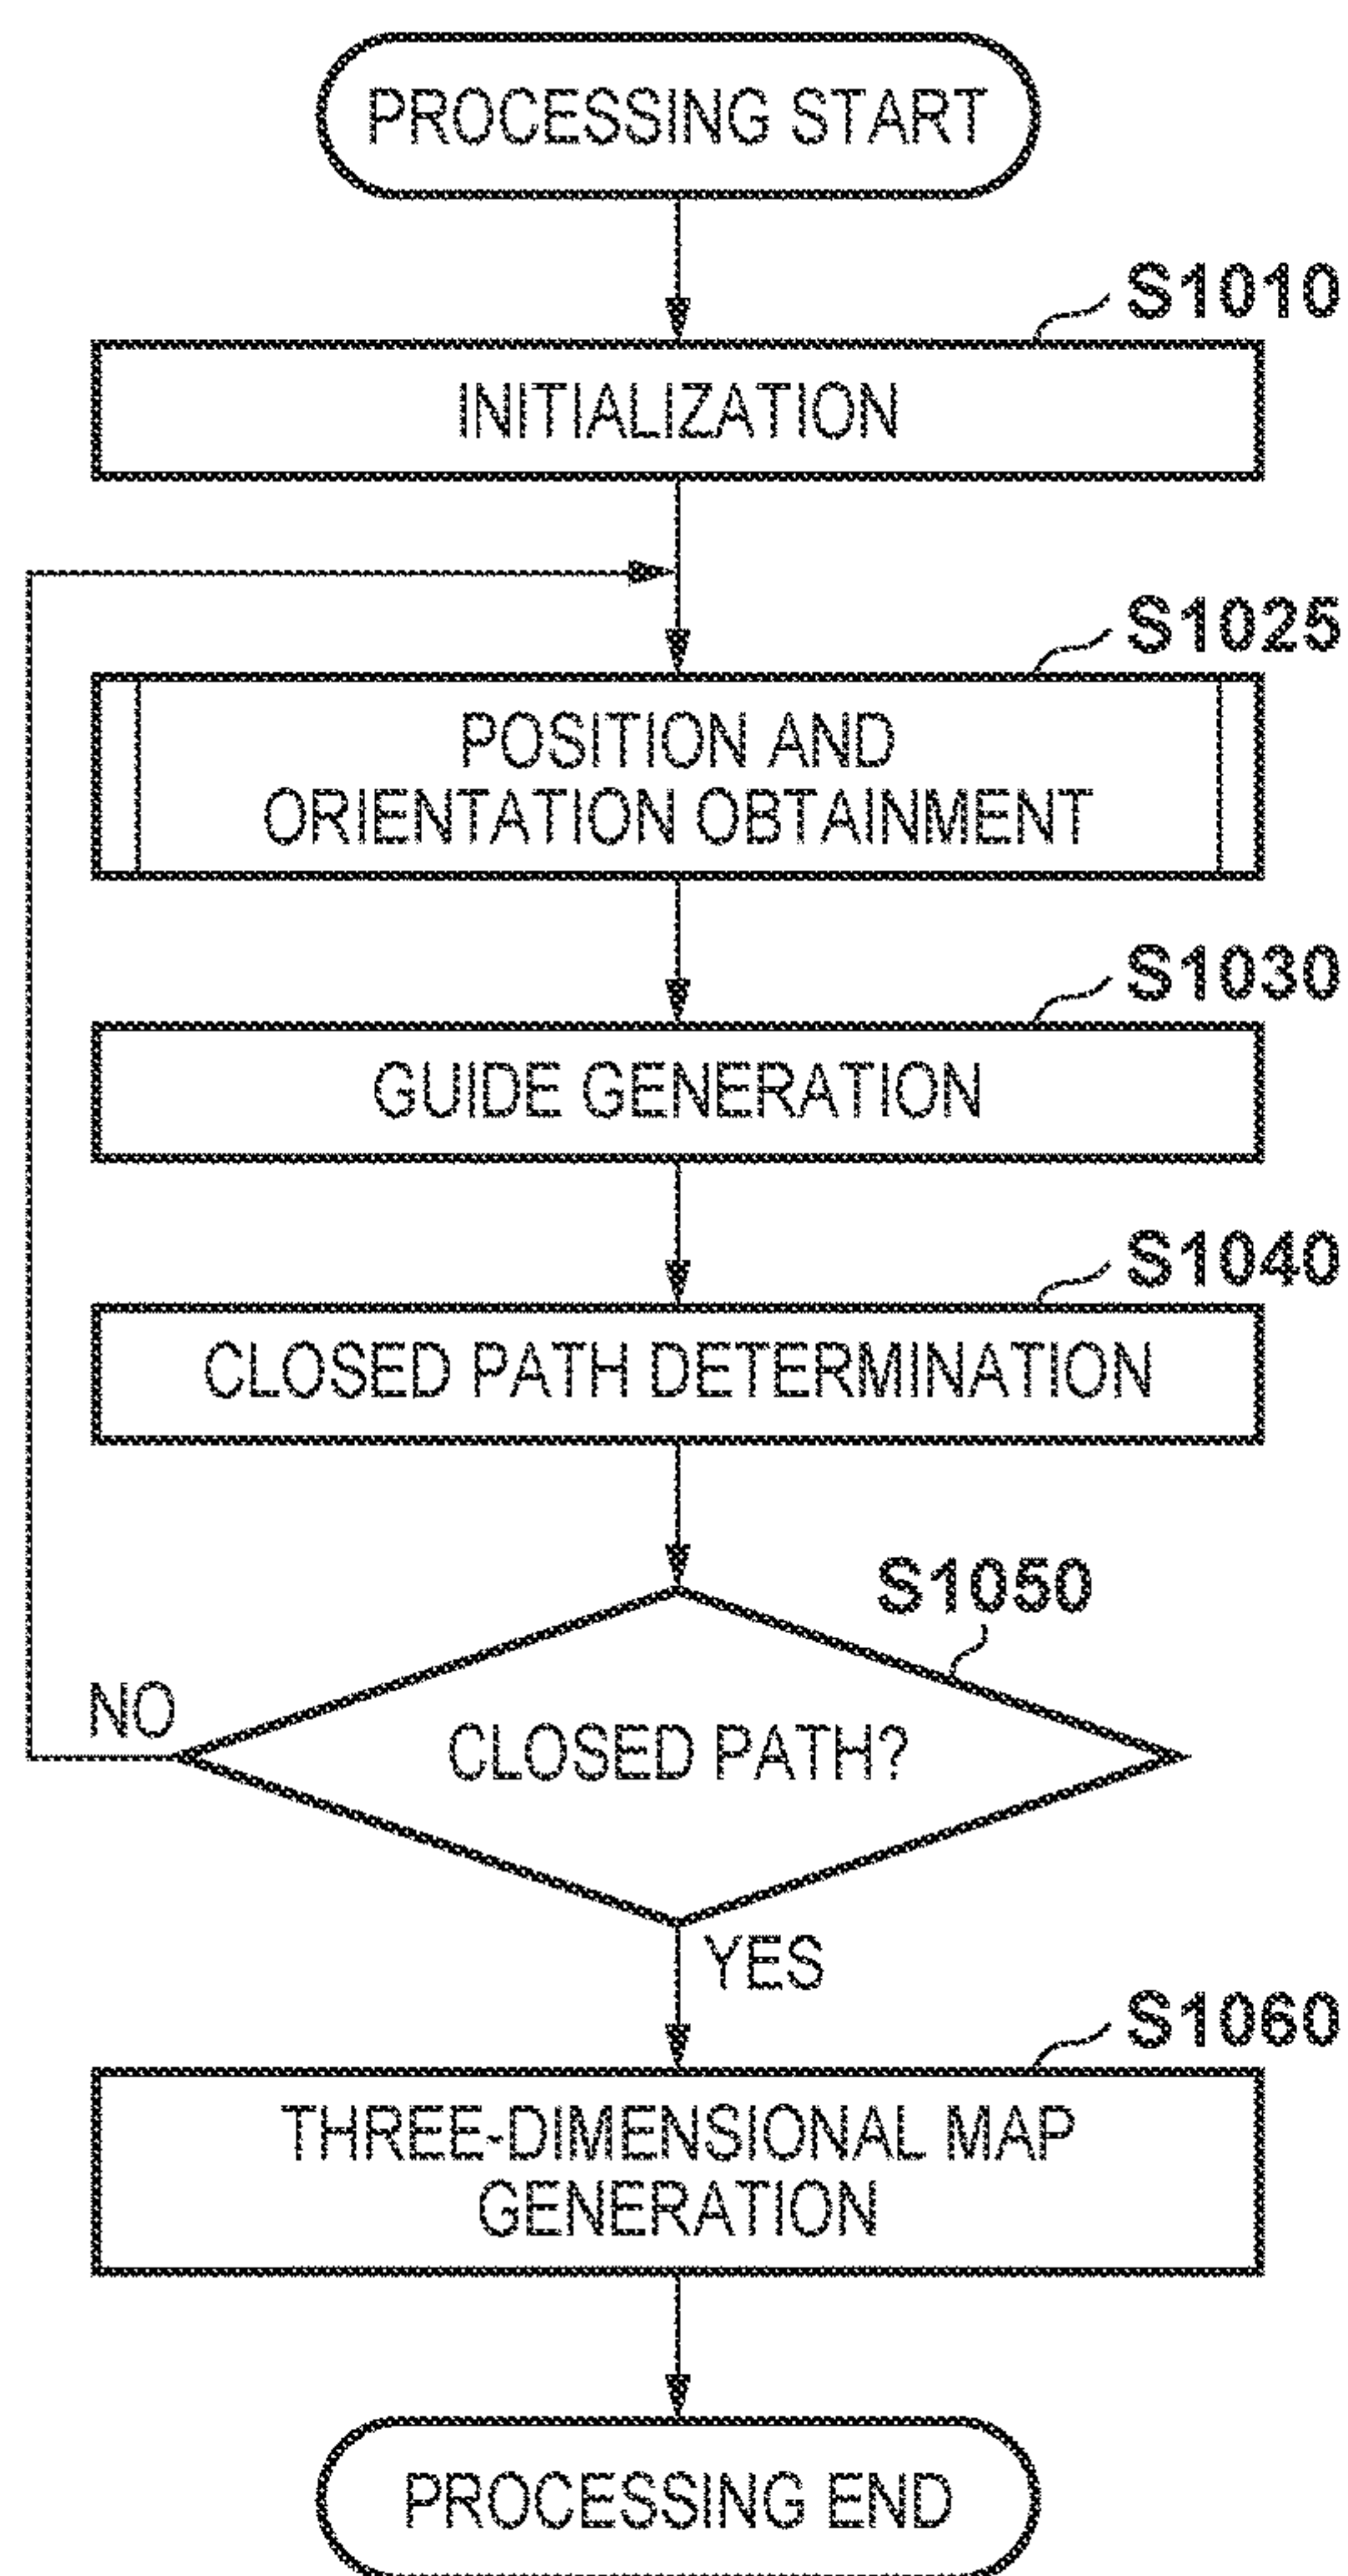 PROCESSING START
S1010
INITIALIZATION
S1025
POSITION AND
ORIENTATION OBTAINMENT
S1030
GUIDE GENERATION
S1040
CLOSED PATH DETERMINATION
S1050
NO
CLOSED PATH?
YES
S1060
THREE-DIMENSIONAL MAP
GENERATION
PROCESSING END